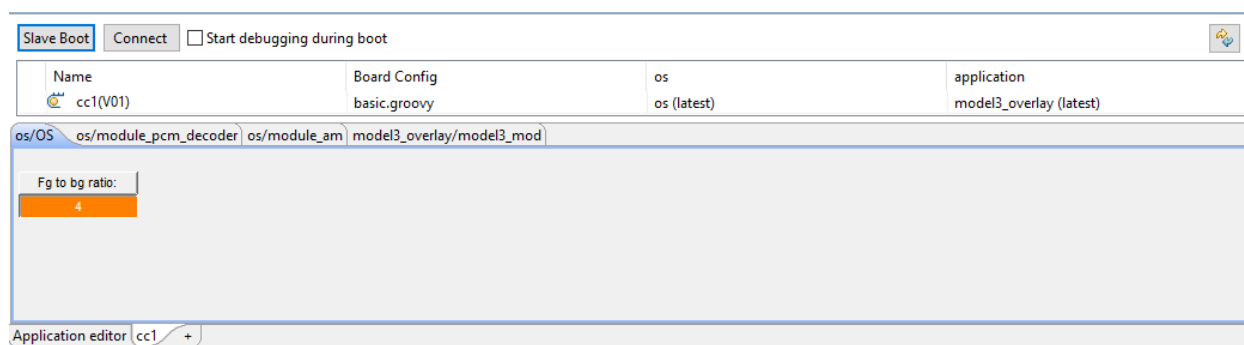 Slave Boot Connect Start debugging during boot
Name Board Config os application
cc1(V01) basic.groovy os (latest) model3_overlay (latest)
os/OS os/module_pcm_decoder os/module_am model3_overlay/model3_mod
Fg to bg ratio:
4
Application editor cc1 +